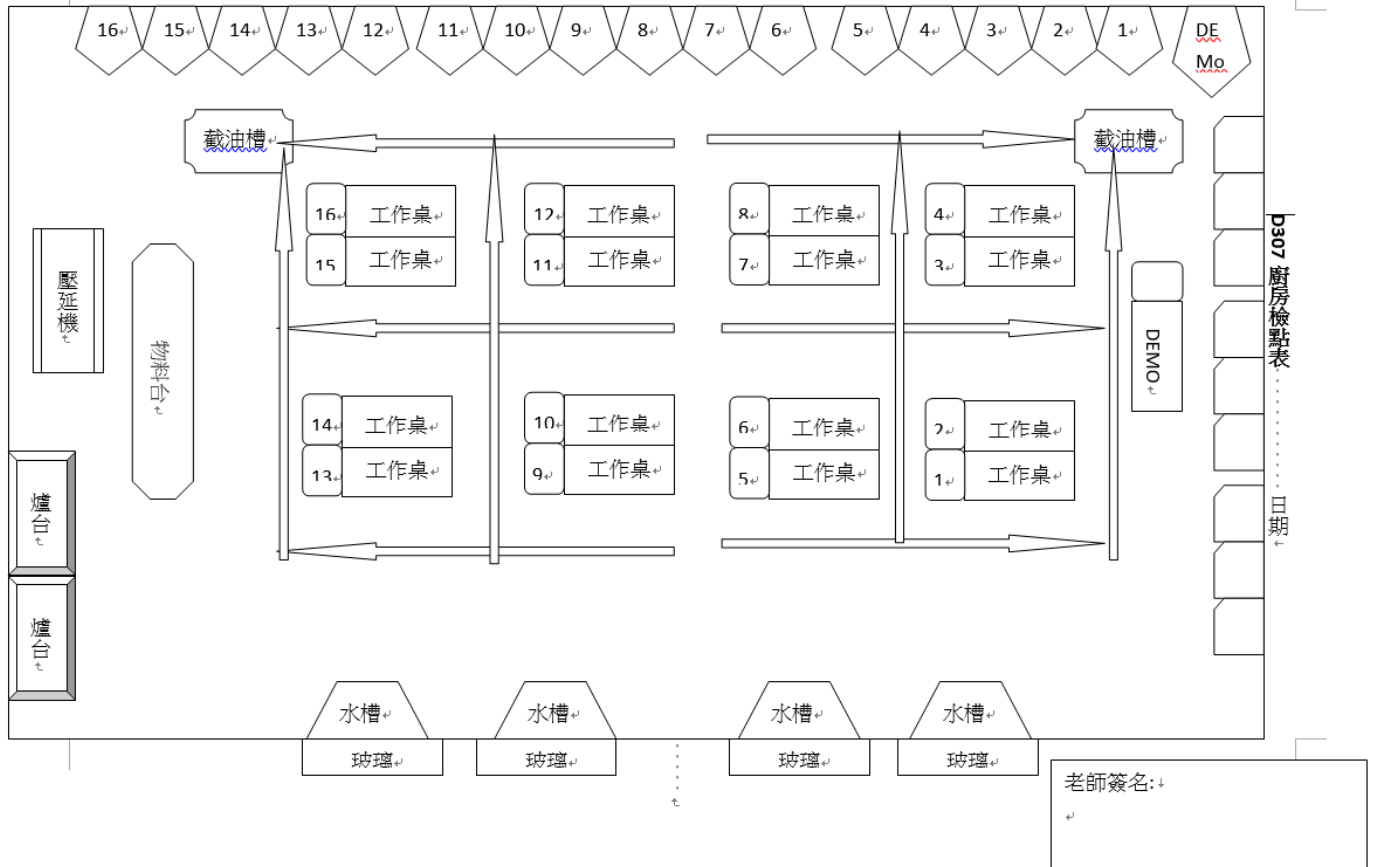 16 15 14 13 12 11 10 9 8 7 6 5 4 3 2 1 DE
Mo
截油槽 截油槽
16 工作桌 12 工作桌 8 工作桌 4 工作桌
15 工作桌 11 工作桌 7 工作桌 3 工作桌
D307 廚房檢點表 日期
壓延機
物料台
DEMO
14 工作桌 10 工作桌 6 工作桌 2 工作桌
13 工作桌 9 工作桌 5 工作桌 1 工作桌
爐台
爐台
水槽 水槽 水槽 水槽
玻璃 玻璃 玻璃 玻璃
老師簽名: